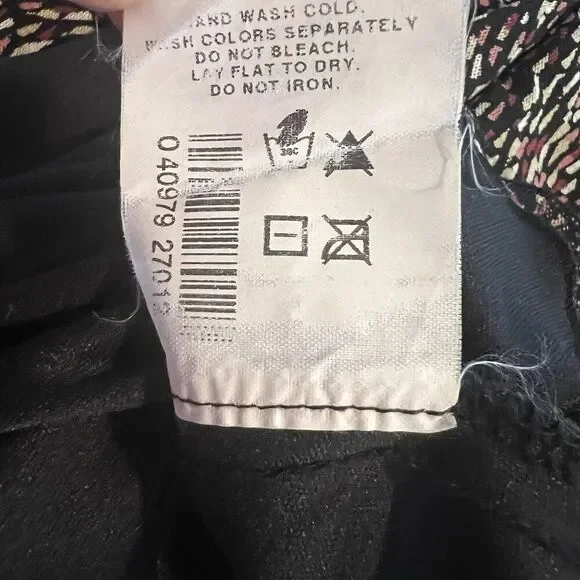 HAND WASH COLD.
WASH COLORS SEPARATELY
DO NOT BLEACH.
LAY FLAT TO DRY.
DO NOT IRON.
30C
0 40979 27013